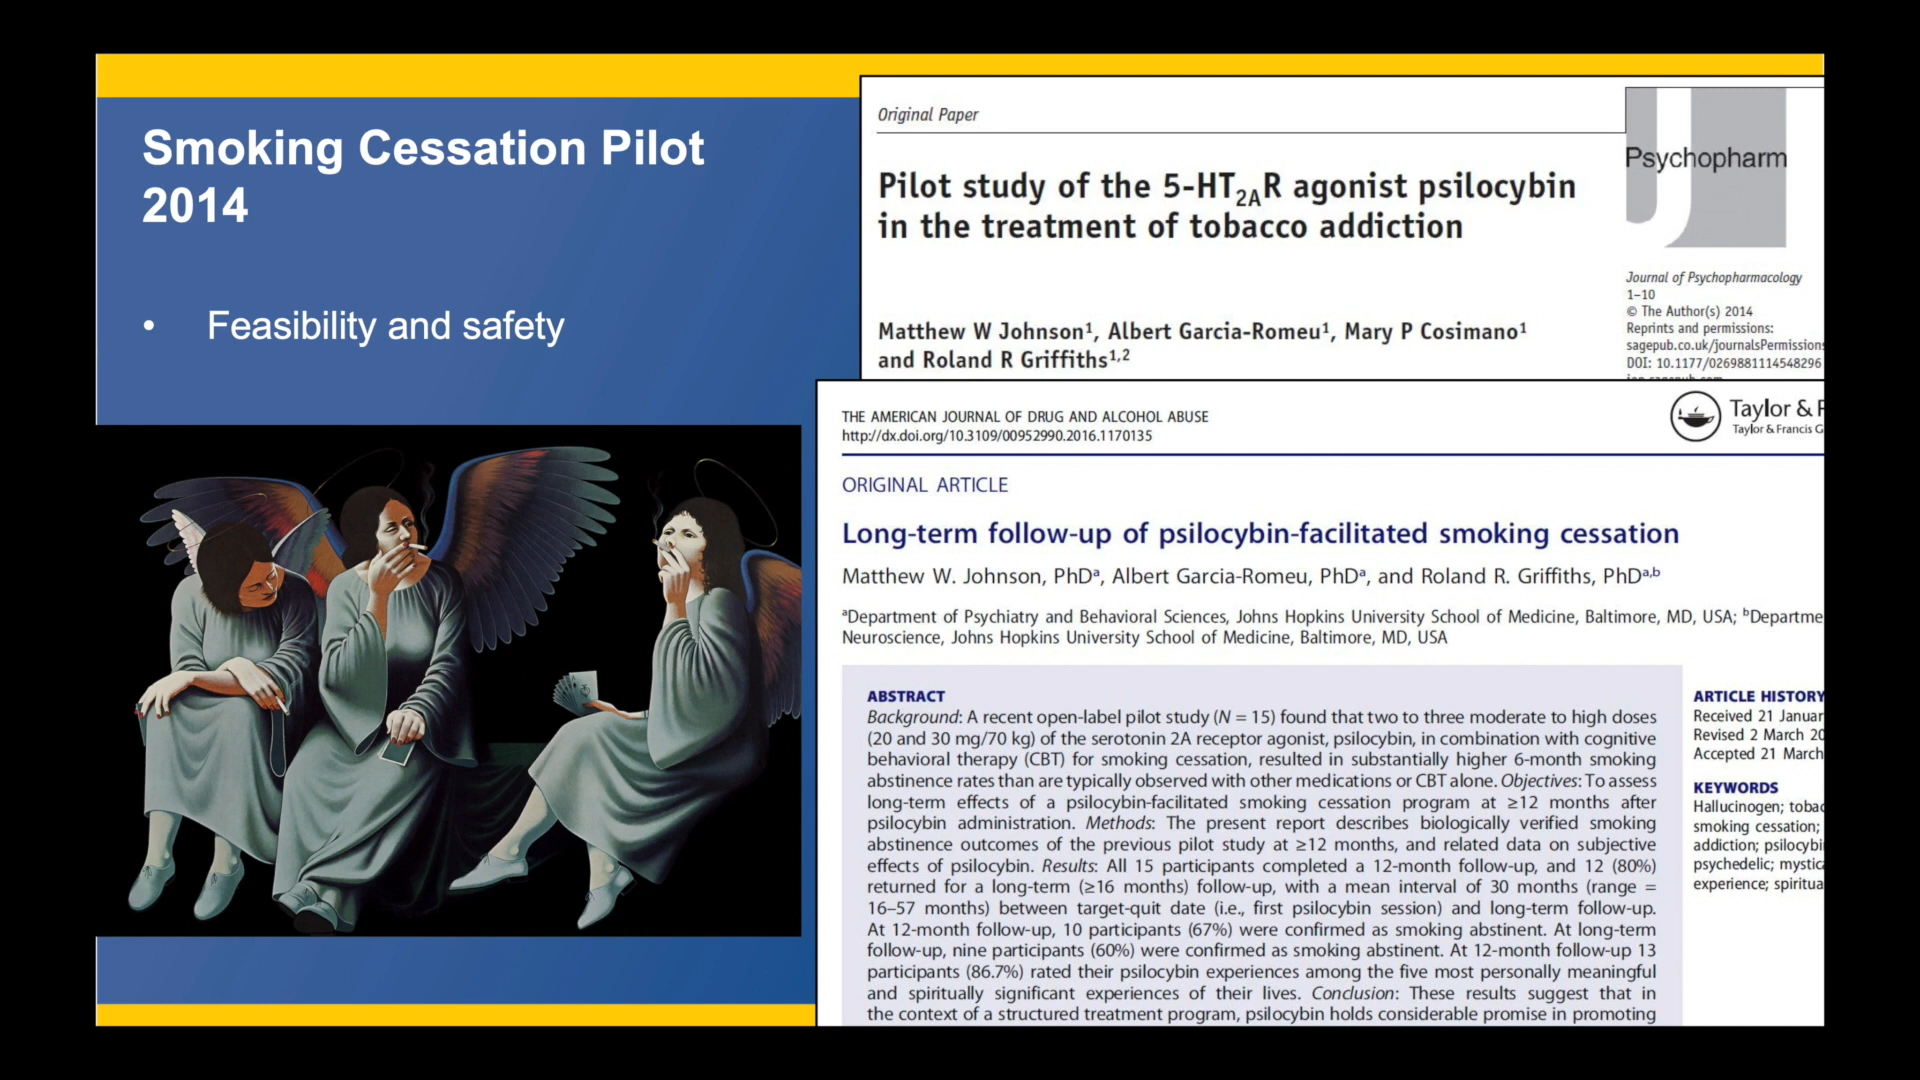 Smoking Cessation Pilot
2014
• Feasibility and safety
Original Paper
Pilot study of the 5-HT2AR agonist psilocybin
in the treatment of tobacco addiction
Matthew W Johnson1, Albert Garcia-Romeu1, Mary P Cosimano1
and Roland R Griffiths1,2
Psychopharm
Journal of Psychopharmacology
1–10
© The Author(s) 2014
Reprints and permissions:
sagepub.co.uk/journalsPermissions
DOI: 10.1177/0269881114548296
THE AMERICAN JOURNAL OF DRUG AND ALCOHOL ABUSE
http://dx.doi.org/10.3109/00952990.2016.1170135
Taylor & F
Taylor & Francis G
ORIGINAL ARTICLE
Long-term follow-up of psilocybin-facilitated smoking cessation
Matthew W. Johnson, PhDa, Albert Garcia-Romeu, PhDa, and Roland R. Griffiths, PhDa,b
aDepartment of Psychiatry and Behavioral Sciences, Johns Hopkins University School of Medicine, Baltimore, MD, USA; bDepartme
Neuroscience, Johns Hopkins University School of Medicine, Baltimore, MD, USA
ABSTRACT
Background: A recent open-label pilot study (N = 15) found that two to three moderate to high doses
(20 and 30 mg/70 kg) of the serotonin 2A receptor agonist, psilocybin, in combination with cognitive
behavioral therapy (CBT) for smoking cessation, resulted in substantially higher 6-month smoking
abstinence rates than are typically observed with other medications or CBT alone. Objectives: To assess
long-term effects of a psilocybin-facilitated smoking cessation program at ≥12 months after
psilocybin administration. Methods: The present report describes biologically verified smoking
abstinence outcomes of the previous pilot study at ≥12 months, and related data on subjective
effects of psilocybin. Results: All 15 participants completed a 12-month follow-up, and 12 (80%)
returned for a long-term (≥16 months) follow-up, with a mean interval of 30 months (range =
16–57 months) between target-quit date (i.e., first psilocybin session) and long-term follow-up.
At 12-month follow-up, 10 participants (67%) were confirmed as smoking abstinent. At long-term
follow-up, nine participants (60%) were confirmed as smoking abstinent. At 12-month follow-up 13
participants (86.7%) rated their psilocybin experiences among the five most personally meaningful
and spiritually significant experiences of their lives. Conclusion: These results suggest that in
the context of a structured treatment program, psilocybin holds considerable promise in promoting
ARTICLE HISTORY
Received 21 Januar
Revised 2 March 20
Accepted 21 March
KEYWORDS
Hallucinogen; tobac
smoking cessation;
addiction; psilocybi
psychedelic; mystica
experience; spiritua